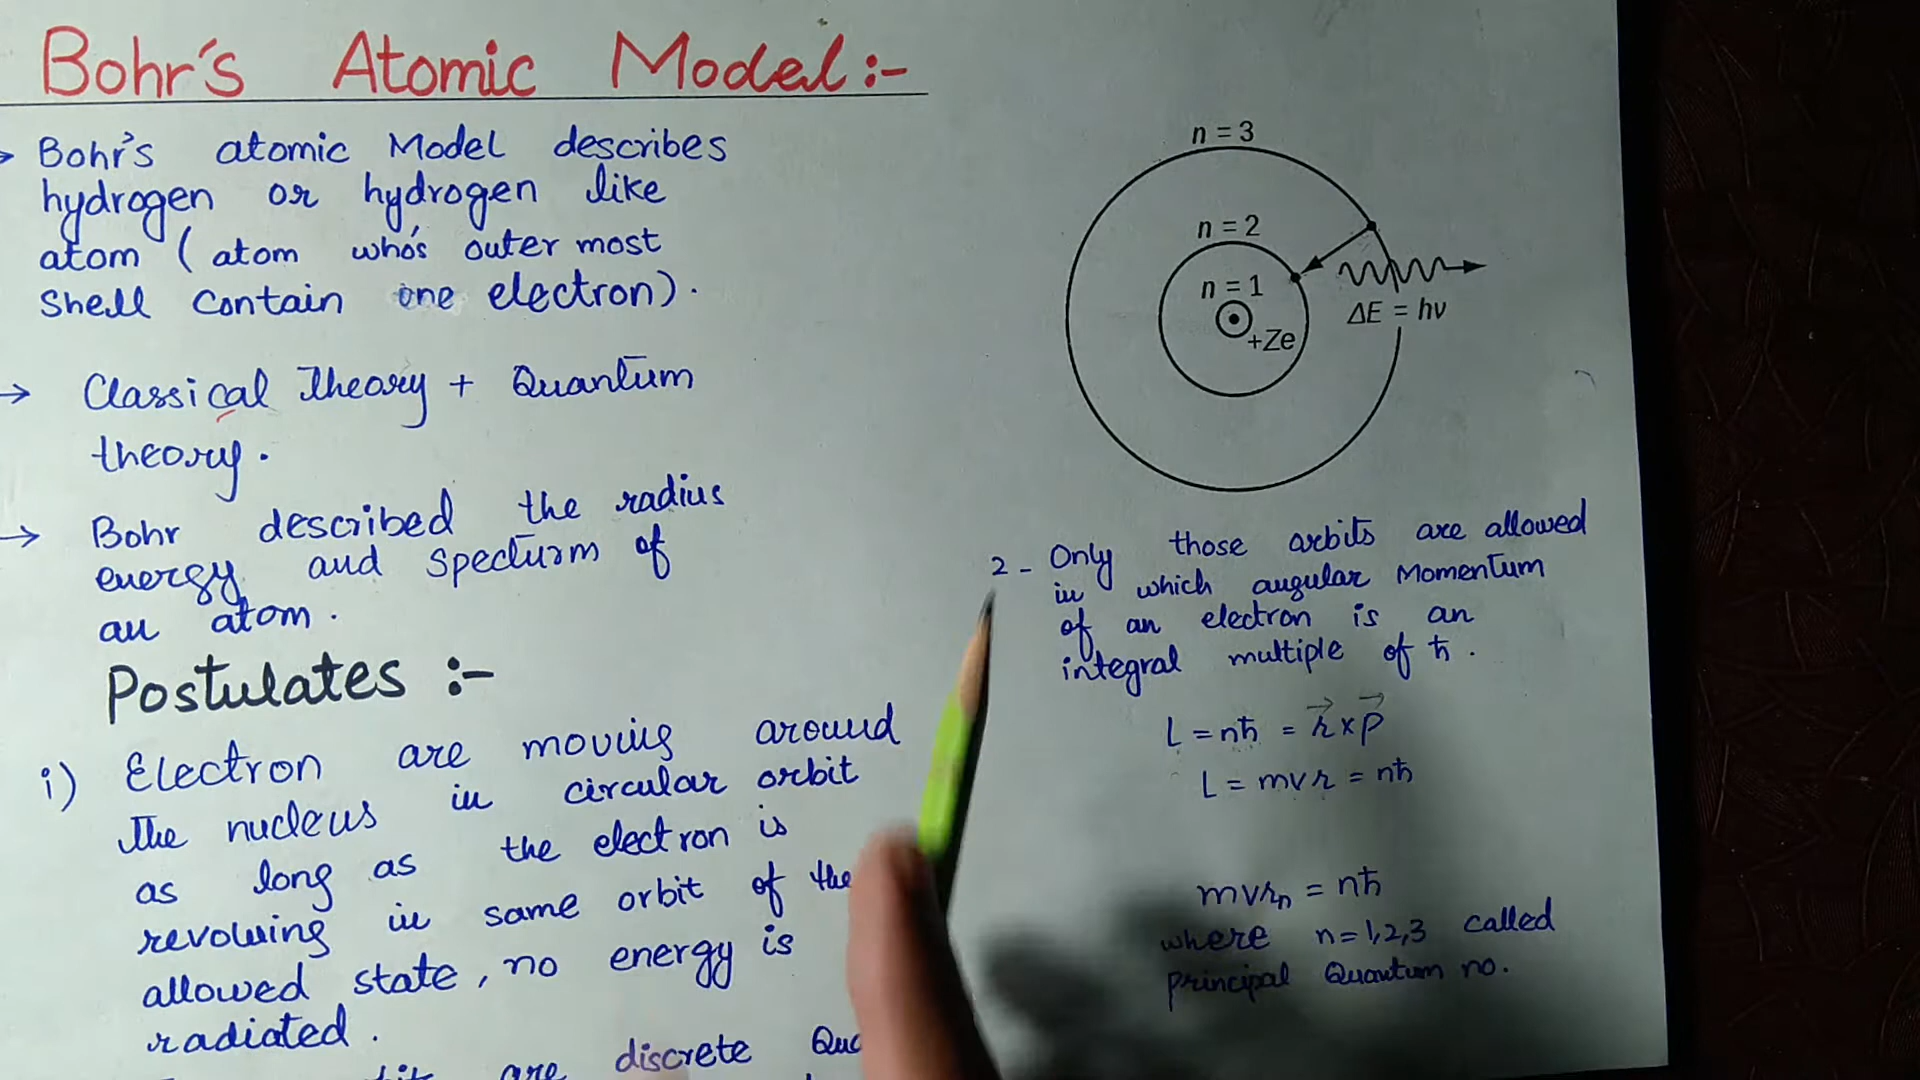 Bohr's Atomic Model :-
→ Bohr's atomic Model describes
hydrogen or hydrogen like
atom ( atom who's outer most
Shell Contain one electron).
→ Classical Theory + Quantum
theory.
→ Bohr described the radius
energy and Specturm of
an atom.
Postulates :-
i) Electron are moving around
The nucleus in circular orbit
as long as the electron is
revolving in same orbit of the
allowed state, no energy is
radiated.
are discrete
n = 3
n = 2
n = 1
+Ze
ΔE = hν
2 - Only those orbits are allowed
in which angular Momentum
of an electron is an
integral multiple of ħ.
L = nħ = r⃗ × p⃗
L = mvr = nħ
mvrₙ = nħ
where n=1,2,3 called
principal Quantum no.